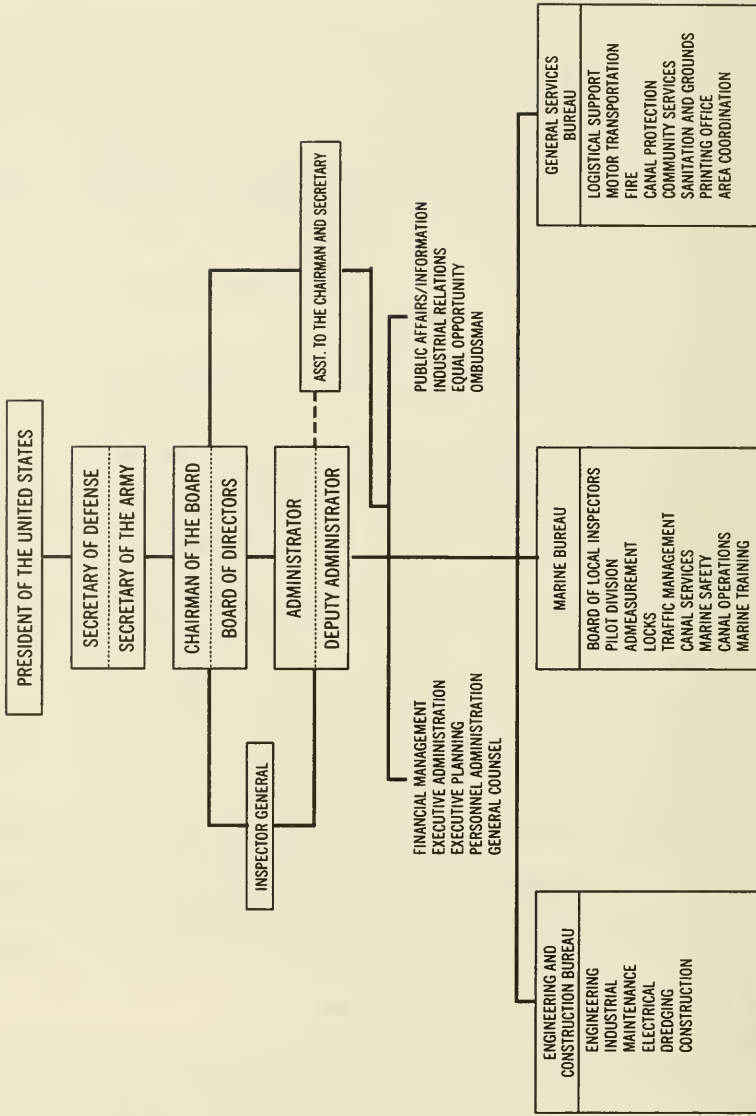 PRESIDENT OF THE UNITED STATES
SECRETARY OF DEFENSE
SECRETARY OF THE ARMY
CHAIRMAN OF THE BOARD
BOARD OF DIRECTORS
INSPECTOR GENERAL
ADMINISTRATOR
DEPUTY ADMINISTRATOR
ASST. TO THE CHAIRMAN AND SECRETARY
FINANCIAL MANAGEMENT
EXECUTIVE ADMINISTRATION
EXECUTIVE PLANNING
PERSONNEL ADMINISTRATION
GENERAL COUNSEL
PUBLIC AFFAIRS/INFORMATION
INDUSTRIAL RELATIONS
EQUAL OPPORTUNITY
OMBUDSMAN
ENGINEERING AND
CONSTRUCTION BUREAU
ENGINEERING
INDUSTRIAL
MAINTENANCE
ELECTRICAL
DREDGING
CONSTRUCTION
MARINE BUREAU
BOARD OF LOCAL INSPECTORS
PILOT DIVISION
ADMEASUREMENT
LOCKS
TRAFFIC MANAGEMENT
CANAL SERVICES
MARINE SAFETY
CANAL OPERATIONS
MARINE TRAINING
GENERAL SERVICES
BUREAU
LOGISTICAL SUPPORT
MOTOR TRANSPORTATION
FIRE
CANAL PROTECTION
COMMUNITY SERVICES
SANITATION AND GROUNDS
PRINTING OFFICE
AREA COORDINATION